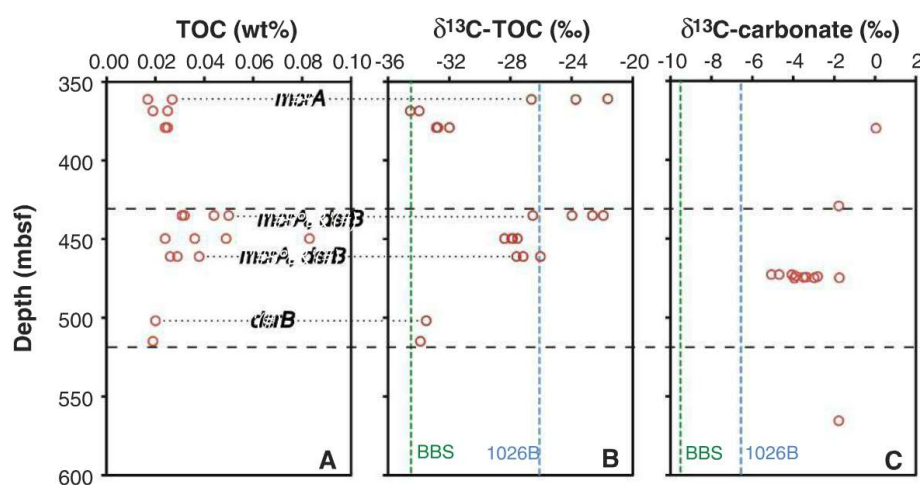 TOC (wt%) δ¹³C-TOC (‰) δ¹³C-carbonate (‰)
0.00 0.02 0.04 0.06 0.08 0.10 -36 -32 -28 -24 -20 -10 -8 -6 -4 -2 0 2
350
mcrA
400
mcrA, dsrB
450
mcrA, dsrB
500
dsrB
550
BBS 1026B BBS 1026B
A B C
600
Depth (mbsf)